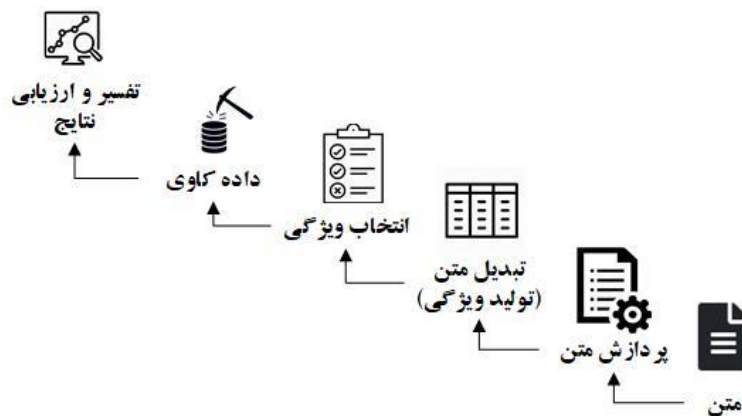 تفسیر و ارزیابی
نتایج
داده کاوی
انتخاب ویژگی
تبدیل متن
(تولید ویژگی)
پردازش متن
متن